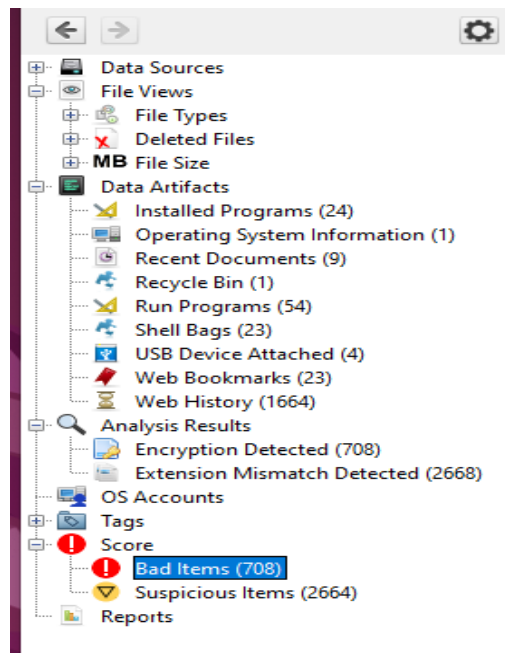 Data Sources
File Views
File Types
Deleted Files
MB File Size
Data Artifacts
Installed Programs (24)
Operating System Information (1)
Recent Documents (9)
Recycle Bin (1)
Run Programs (54)
Shell Bags (23)
USB Device Attached (4)
Web Bookmarks (23)
Web History (1664)
Analysis Results
Encryption Detected (708)
Extension Mismatch Detected (2668)
OS Accounts
Tags
Score
Bad Items (708)
Suspicious Items (2664)
Reports